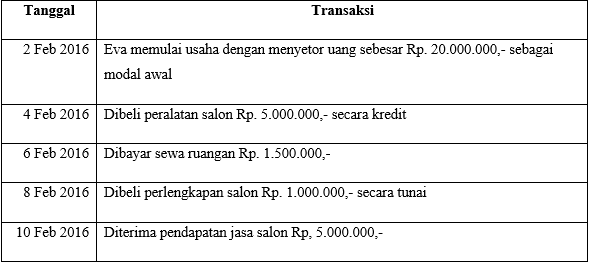 Tanggal Transaksi
2 Feb 2016 Eva memulai usaha dengan menyetor uang sebesar Rp. 20.000.000,- sebagai
modal awal
4 Feb 2016 Dibeli peralatan salon Rp. 5.000.000,- secara kredit
6 Feb 2016 Dibayar sewa ruangan Rp. 1.500.000,-
8 Feb 2016 Dibeli perlengkapan salon Rp. 1.000.000,- secara tunai
10 Feb 2016 Diterima pendapatan jasa salon Rp, 5.000.000,-